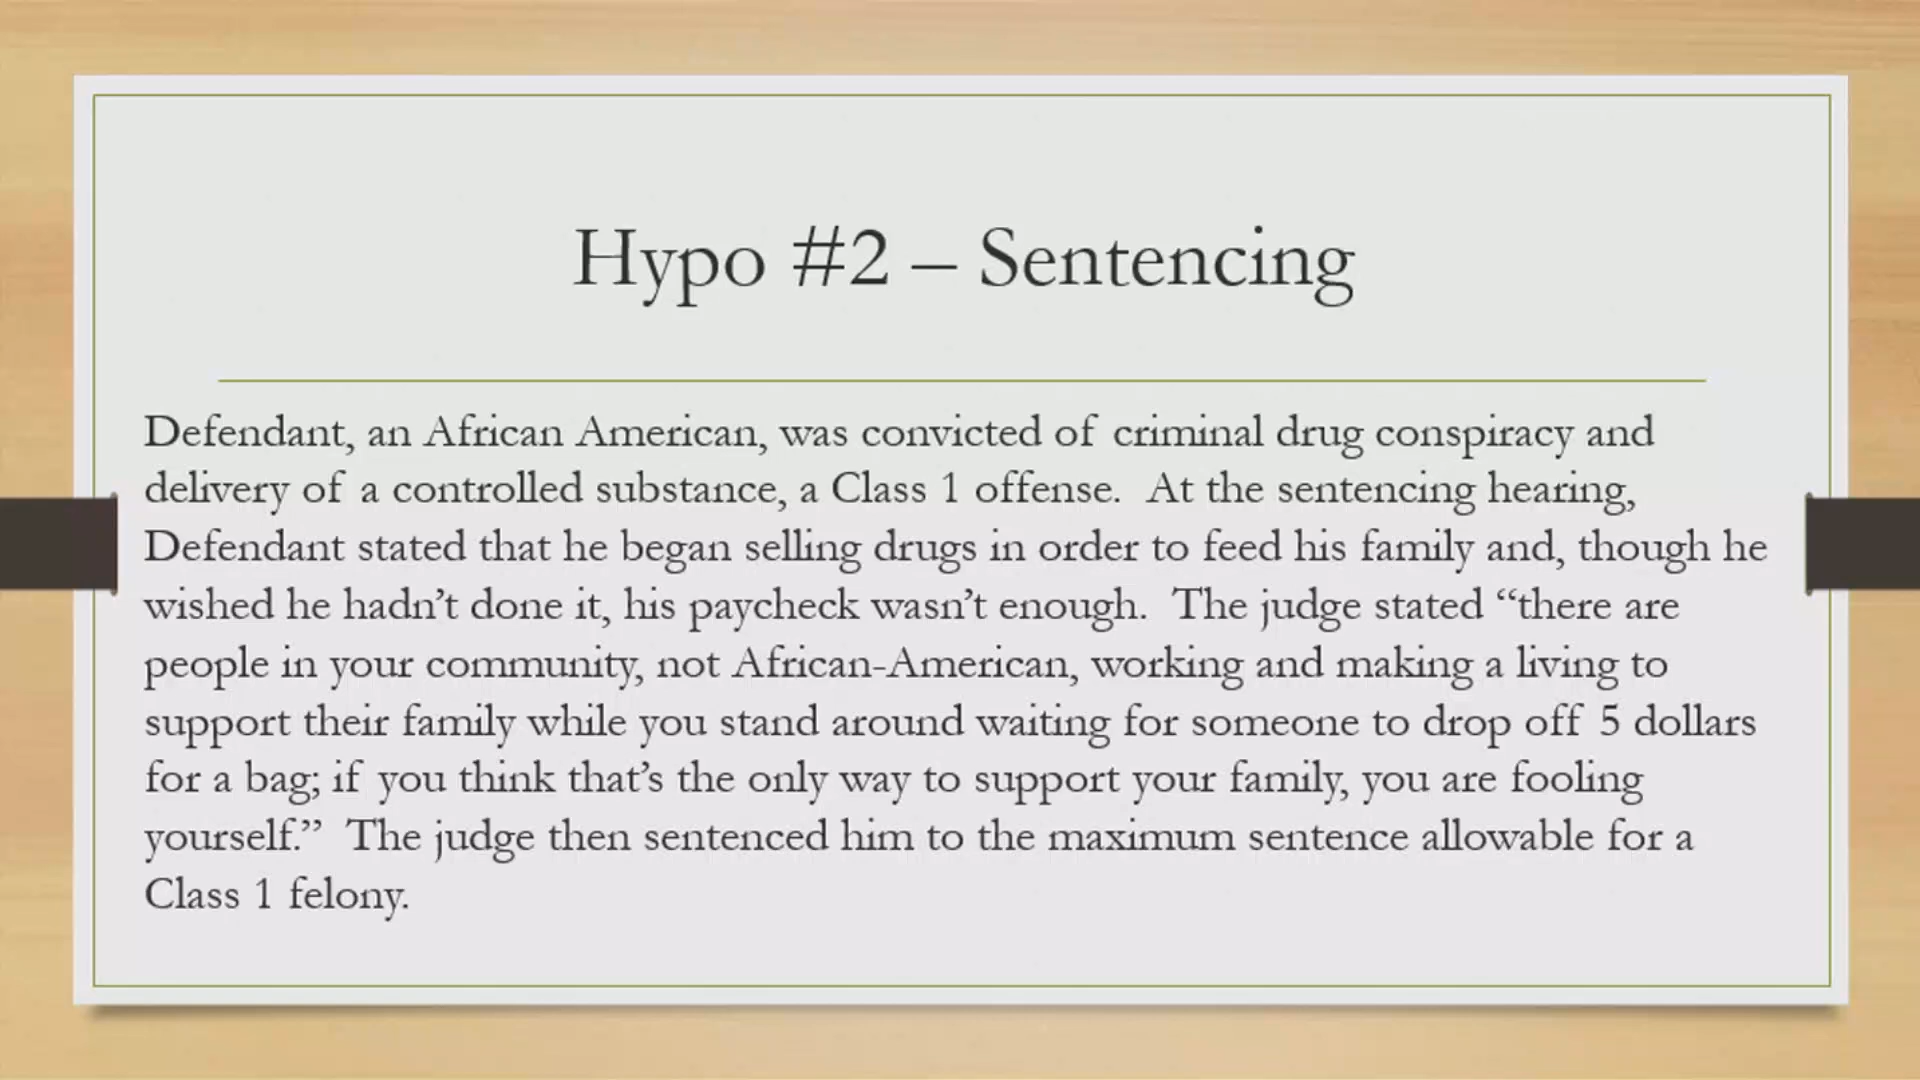 Hypo #2 – Sentencing
Defendant, an African American, was convicted of criminal drug conspiracy and
delivery of a controlled substance, a Class 1 offense.  At the sentencing hearing,
Defendant stated that he began selling drugs in order to feed his family and, though he
wished he hadn’t done it, his paycheck wasn’t enough.  The judge stated “there are
people in your community, not African-American, working and making a living to
support their family while you stand around waiting for someone to drop off 5 dollars
for a bag; if you think that’s the only way to support your family, you are fooling
yourself.”  The judge then sentenced him to the maximum sentence allowable for a
Class 1 felony.